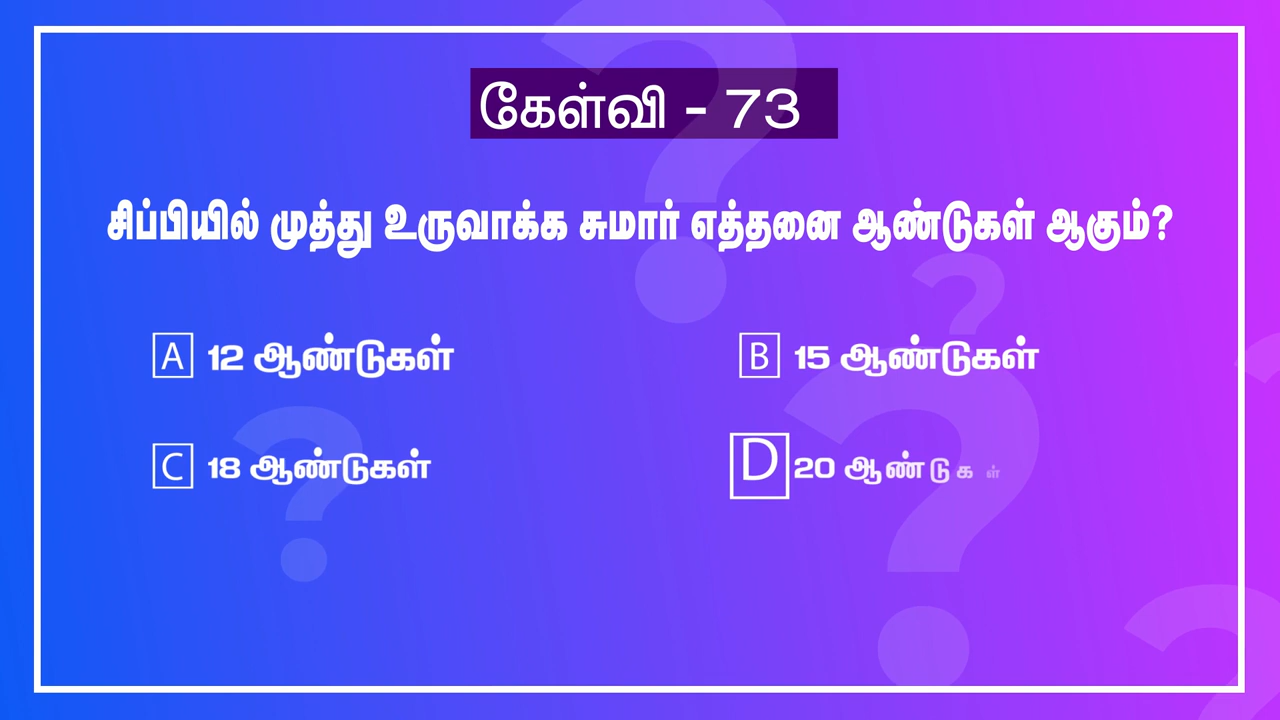 கேள்வி - 73
சிப்பியில் முத்து உருவாக்க சுமார் எத்தனை ஆண்டுகள் ஆகும்?
A 12 ஆண்டுகள்
B 15 ஆண்டுகள்
C 18 ஆண்டுகள்
D 20 ஆண்டுகள்